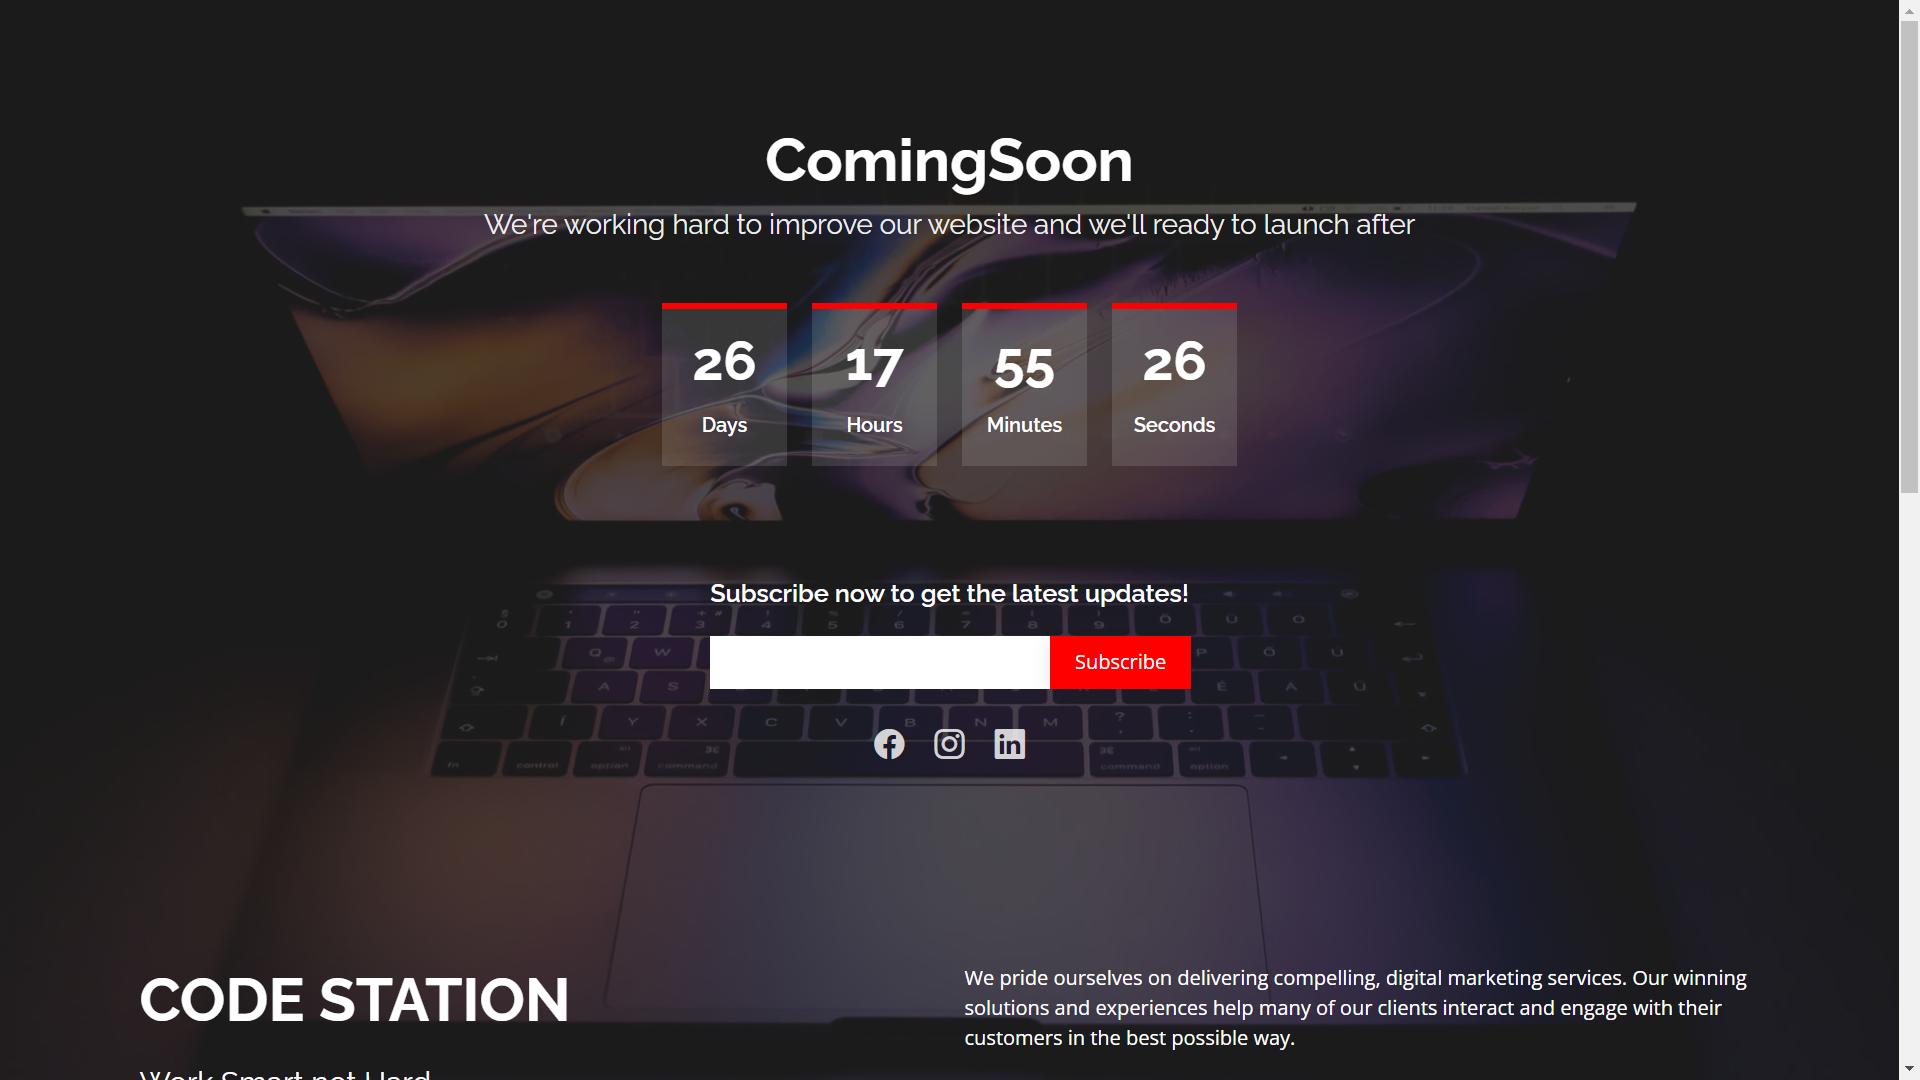 ComingSoon
We're working hard to improve our website and we'll ready to launch after
26 17 55 26
Days Hours Minutes Seconds
Subscribe now to get the latest updates!
Subscribe
CODE STATION
Work Smart not Hard
We pride ourselves on delivering compelling, digital marketing services. Our winning
solutions and experiences help many of our clients interact and engage with their
customers in the best possible way.